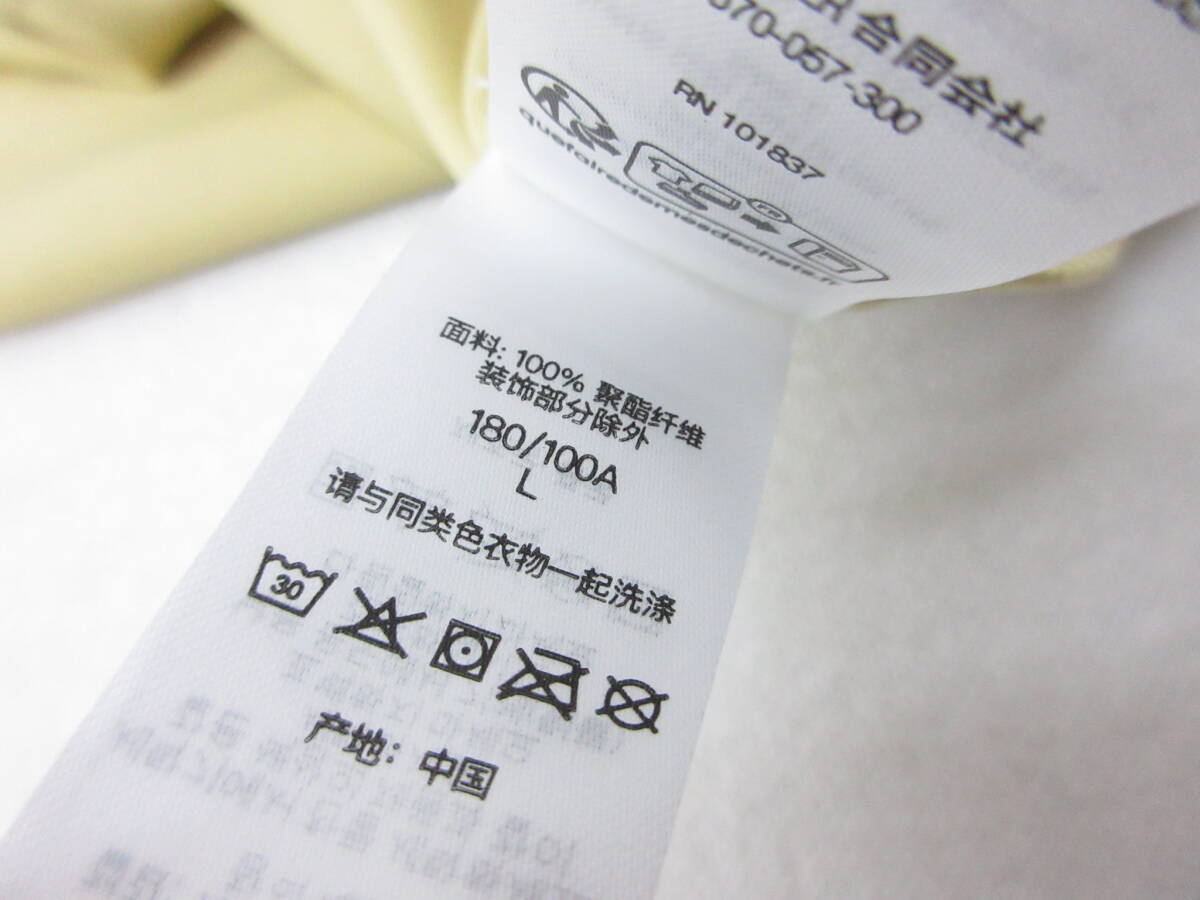 合同会社
570-057-300
RN 101837
quefairedemesdechets.fr
FR
面料: 100% 聚酯纤维
装饰部分除外
180/100A
L
请与同类色衣物一起洗涤
30
产地: 中国